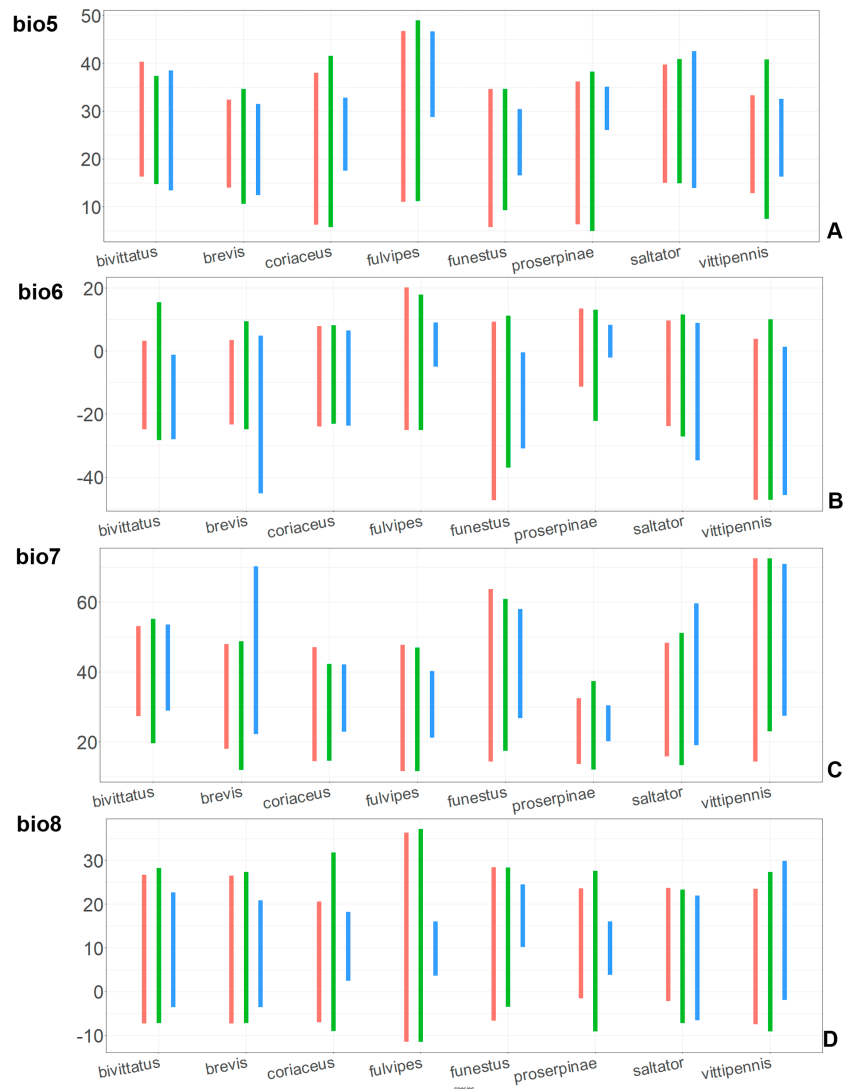 bio5
50
40
30
20
10
bivittatus brevis coriaceus fulvipes funestus proserpinae saltator vittipennis
A
bio6
20
0
-20
-40
bivittatus brevis coriaceus fulvipes funestus proserpinae saltator vittipennis
B
bio7
60
40
20
bivittatus brevis coriaceus fulvipes funestus proserpinae saltator vittipennis
C
bio8
30
20
10
0
-10
bivittatus brevis coriaceus fulvipes funestus proserpinae saltator vittipennis
D
species